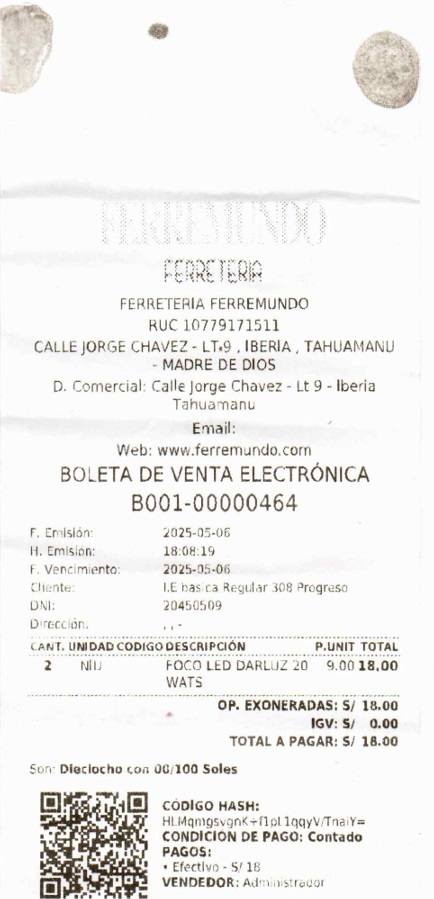 FERREMUNDO
FERRETERIA
FERRETERIA FERREMUNDO
RUC 10779171511
CALLE JORGE CHAVEZ - LT.9 , IBERIA , TAHUAMANU
- MADRE DE DIOS
D. Comercial: Calle Jorge Chavez - Lt 9 - Iberia
Tahuamanu
Email:
Web: www.ferremundo.com
BOLETA DE VENTA ELECTRÓNICA
B001-00000464
F. Emisión: 2025-05-06
H. Emisión: 18:08:19
F. Vencimiento: 2025-05-06
Cliente: I.E basica Regular 308 Progreso
DNI: 20450509
Dirección: , , -
CANT. UNIDAD CODIGO DESCRIPCIÓN P.UNIT TOTAL
2 NIU FOCO LED DARLUZ 20 9.00 18.00
WATS
OP. EXONERADAS: S/ 18.00
IGV: S/ 0.00
TOTAL A PAGAR: S/ 18.00
Son: Dieciocho con 00/100 Soles
CÓDIGO HASH:
CONDICIÓN DE PAGO: Contado
PAGOS:
• Efectivo - S/ 18
VENDEDOR: Administrador